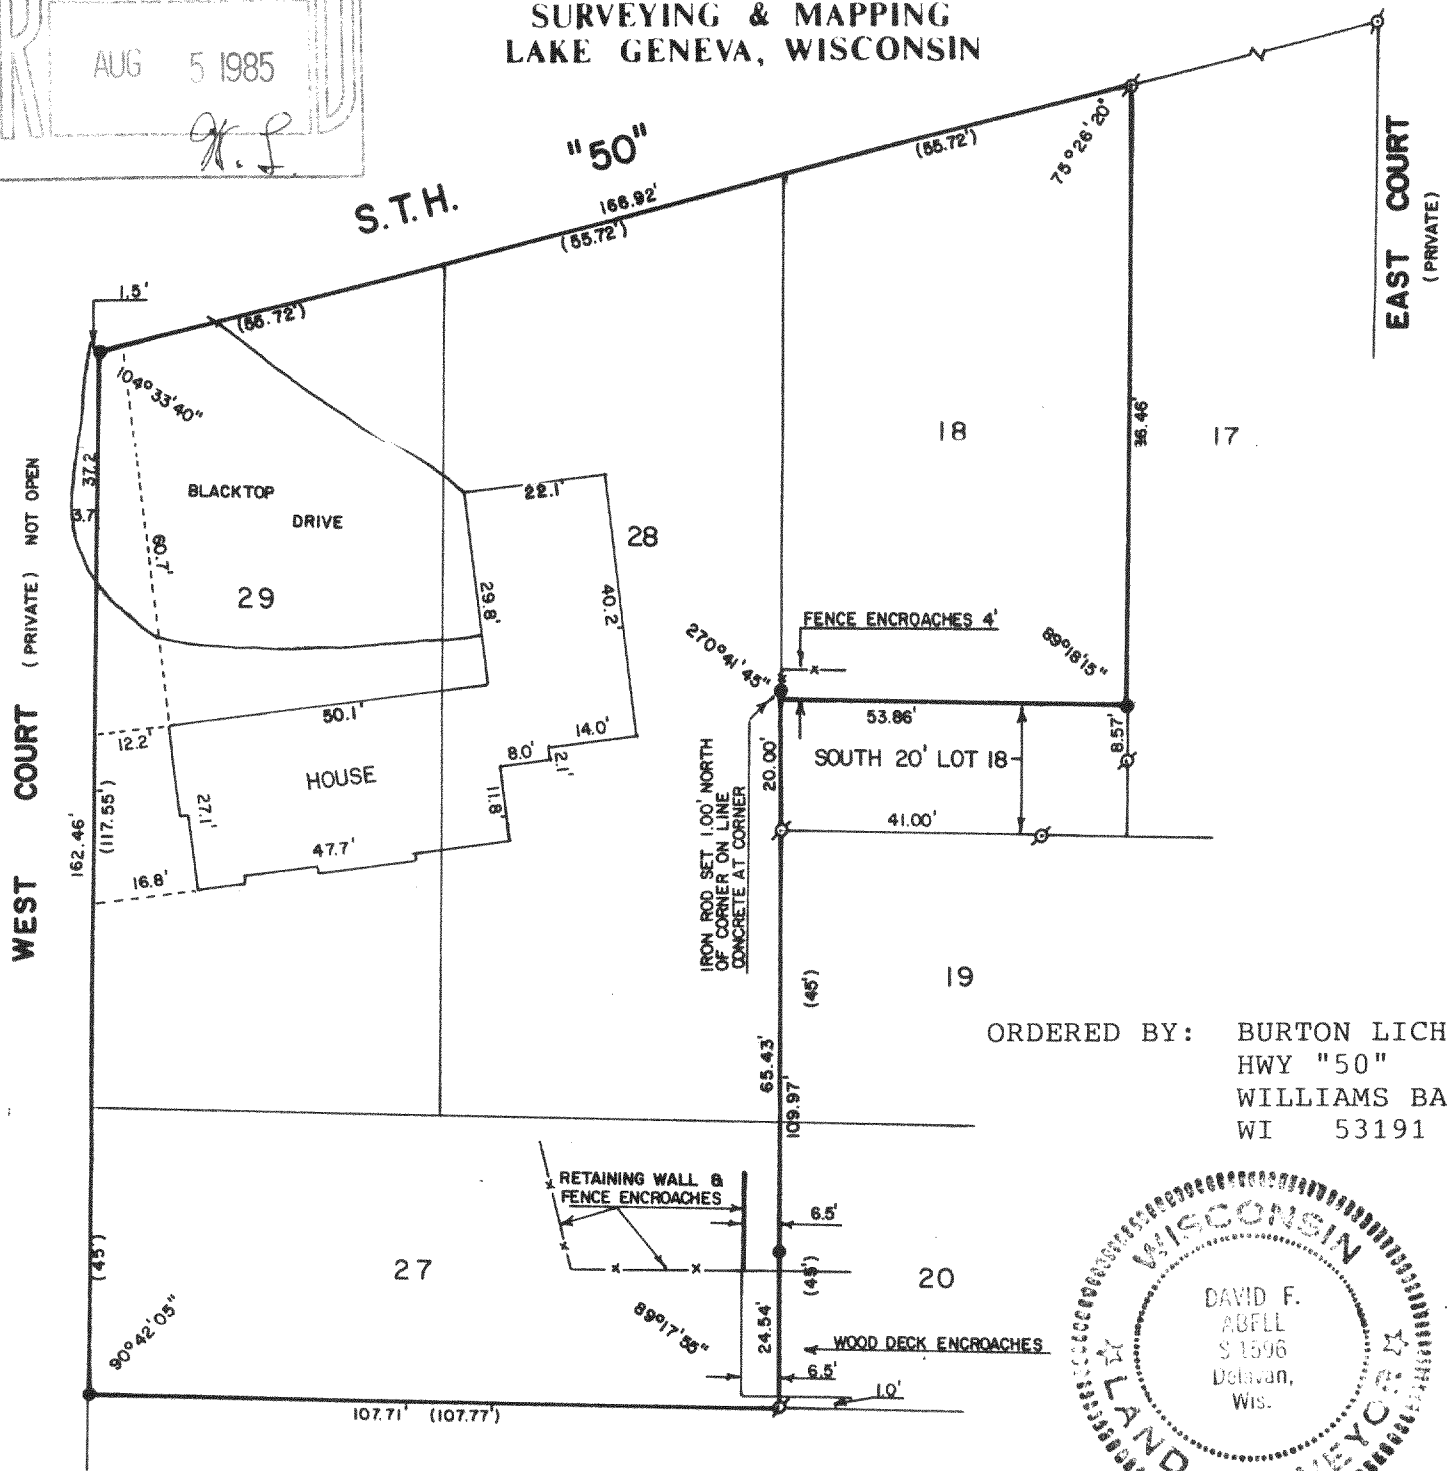 SURVEYING & MAPPING
LAKE GENEVA, WISCONSIN
AUG 5 1985
S.T.H. "50"
166.92'
(55.72')
(55.72')
(55.72')
75°26'20"
EAST COURT
(PRIVATE)
1.5'
104°33'40"
37.2
3.7
BLACKTOP
DRIVE
60.7'
29
22.1'
28
29.8'
40.2'
18
17
WEST COURT (PRIVATE) NOT OPEN
FENCE ENCROACHES 4'
270°41'45"
89°18'15"
53.86'
8.57'
SOUTH 20' LOT 18
20.00'
41.00'
50.1'
12.2'
HOUSE
14.0'
8.0'
2.1'
11.8'
27.1'
47.7'
16.8'
162.46'
(117.55')
IRON ROD SET 1.00' NORTH
OF CORNER ON LINE
CONCRETE AT CORNER
(45')
19
65.43'
109.97'
ORDERED BY: BURTON LICH
HWY "50"
WILLIAMS BA
WI 53191
RETAINING WALL &
FENCE ENCROACHES
6.5'
(45')
27
20
(45')
90°42'05"
89°17'55"
24.54'
WOOD DECK ENCROACHES
6.5'
1.0'
107.71' (107.77')
WISCONSIN
DAVID F.
ABELL
S 1596
Delavan,
Wis.
LAND